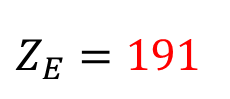 Z_E = 191